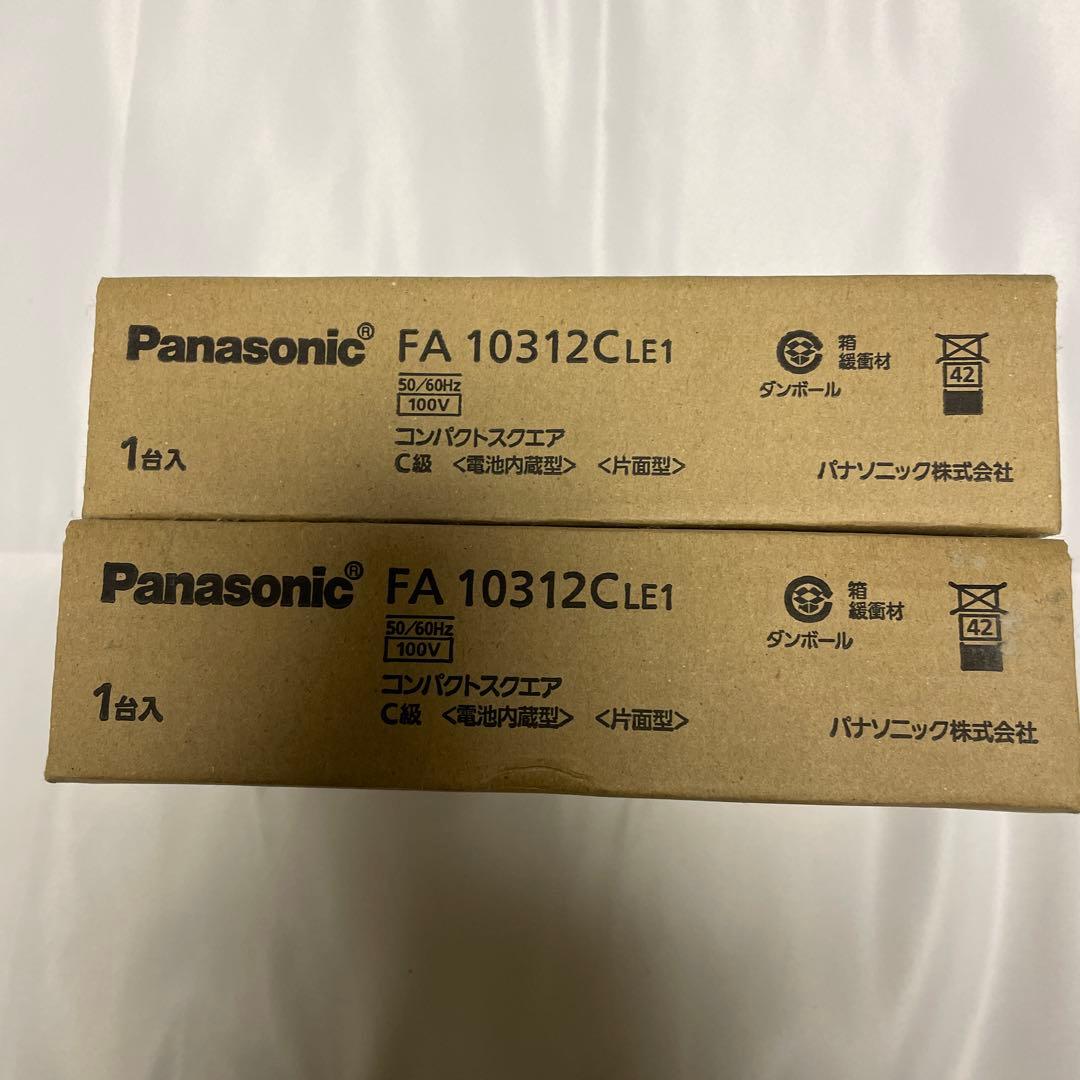 Panasonic® FA 10312CLE1
50/60Hz
100V
コンパクトスクエア
C級 <電池内蔵型> <片面型>
1台入
箱
緩衝材
ダンボール
42
パナソニック株式会社
Panasonic® FA 10312CLE1
50/60Hz
100V
コンパクトスクエア
C級 <電池内蔵型> <片面型>
1台入
箱
緩衝材
ダンボール
42
パナソニック株式会社